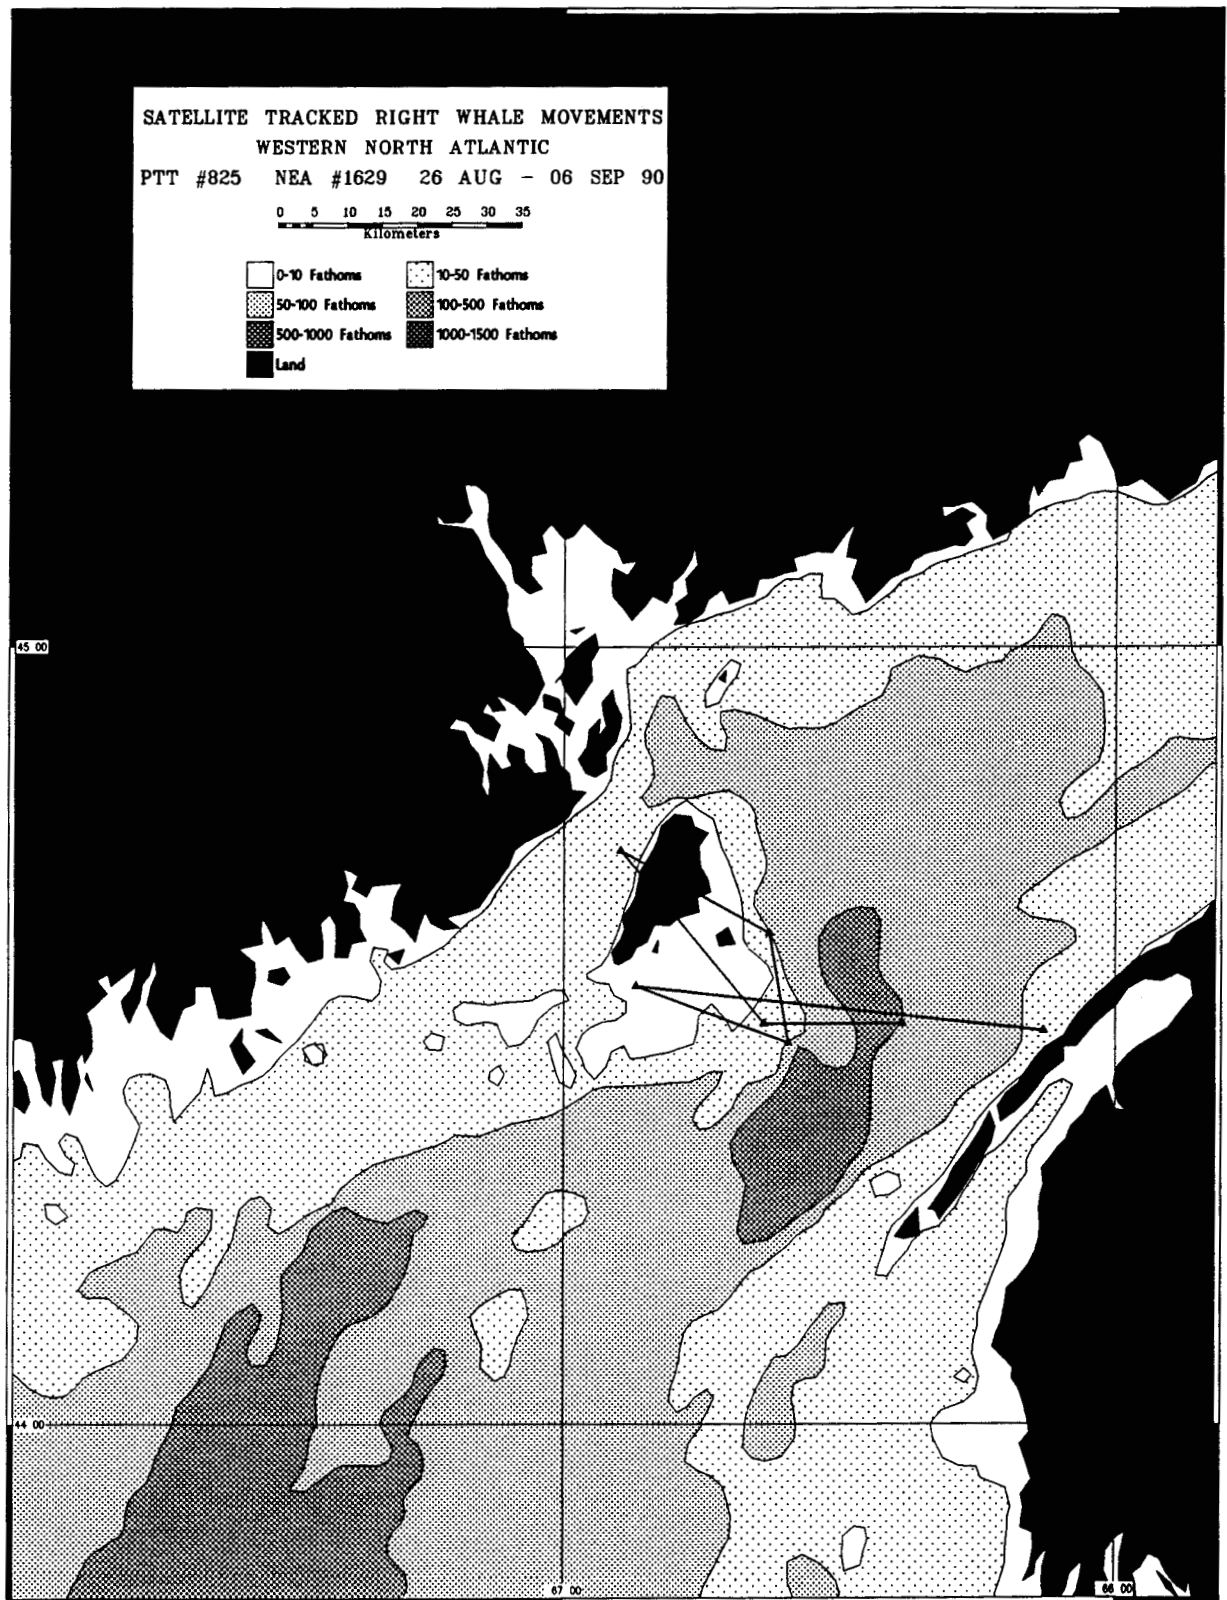 SATELLITE TRACKED RIGHT WHALE MOVEMENTS
WESTERN NORTH ATLANTIC
PTT #825 NEA #1629 26 AUG - 06 SEP 90
0 5 10 15 20 25 30 35
Kilometers
0-10 Fathoms 10-50 Fathoms
50-100 Fathoms 100-500 Fathoms
500-1000 Fathoms 1000-1500 Fathoms
Land
45 00
44 00
67 00
66 00